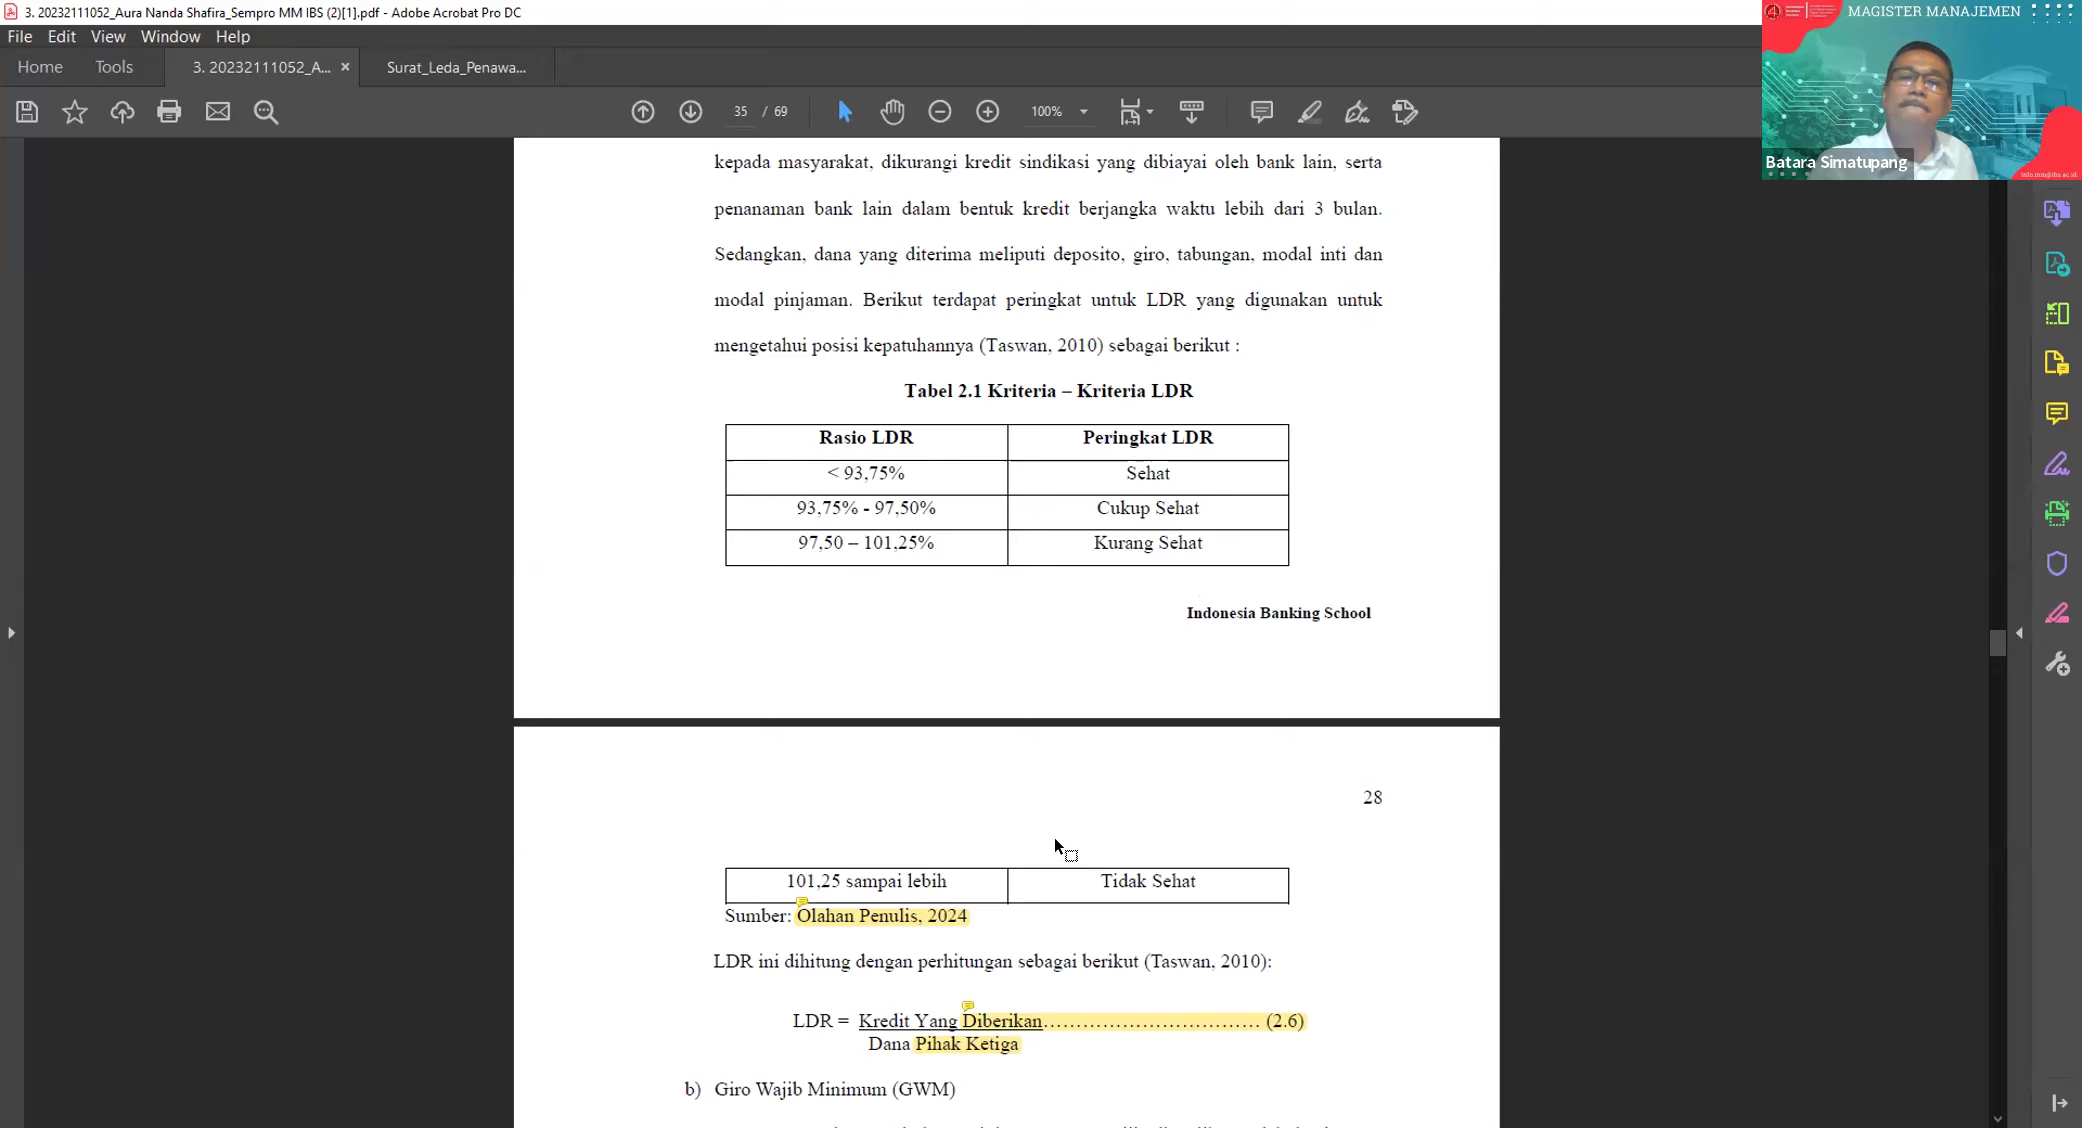 3. 20232111052_Aura Nanda Shafira_Sempro MM IBS (2)[1].pdf - Adobe Acrobat Pro DC
File Edit View Window Help
Home Tools 3. 20232111052_A... × Surat_Leda_Penawa...
35 / 69 100%
MAGISTER MANAJEMEN
Batara Simatupang
info.mm@ibs.ac.id
kepada masyarakat, dikurangi kredit sindikasi yang dibiayai oleh bank lain, serta
penanaman bank lain dalam bentuk kredit berjangka waktu lebih dari 3 bulan.
Sedangkan, dana yang diterima meliputi deposito, giro, tabungan, modal inti dan
modal pinjaman. Berikut terdapat peringkat untuk LDR yang digunakan untuk
mengetahui posisi kepatuhannya (Taswan, 2010) sebagai berikut :
Tabel 2.1 Kriteria – Kriteria LDR
Rasio LDR Peringkat LDR
< 93,75% Sehat
93,75% - 97,50% Cukup Sehat
97,50 – 101,25% Kurang Sehat
Indonesia Banking School
28
101,25 sampai lebih Tidak Sehat
Sumber: Olahan Penulis, 2024
LDR ini dihitung dengan perhitungan sebagai berikut (Taswan, 2010):
LDR = Kredit Yang Diberikan................................. (2.6)
Dana Pihak Ketiga
b) Giro Wajib Minimum (GWM)